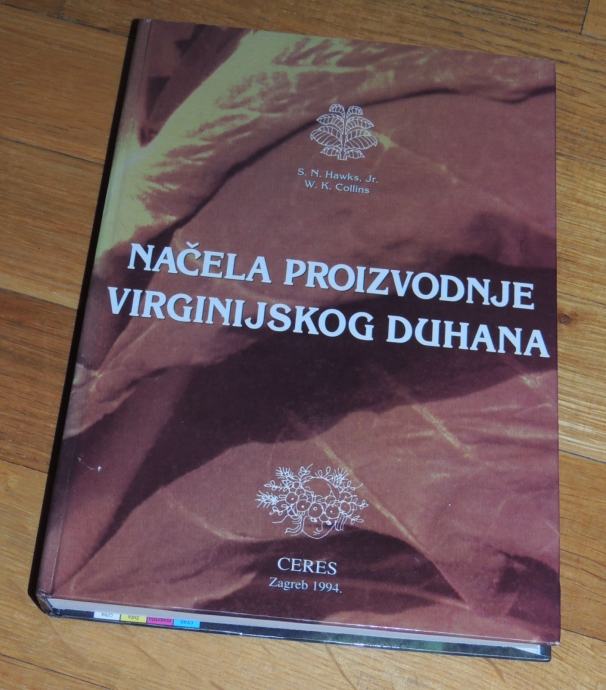 S. N. Hawks, Jr.
W. K. Collins
NAČELA PROIZVODNJE
VIRGINIJSKOG DUHANA
CERES
Zagreb 1994.